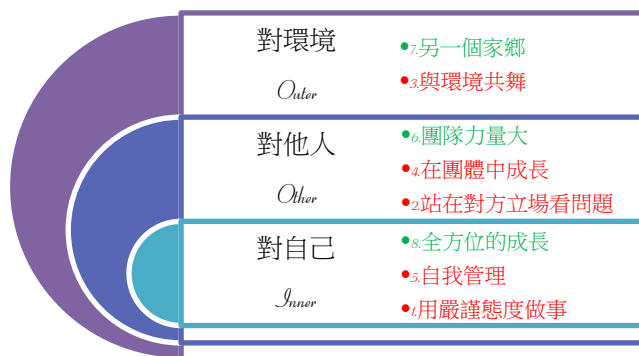 對環境
Outer
•7.另一個家鄉
•3.與環境共舞
對他人
Other
•6.團隊力量大
•4.在團體中成長
•2.站在對方立場看問題
對自己
Inner
•8.全方位的成長
•5.自我管理
•1.用嚴謹態度做事